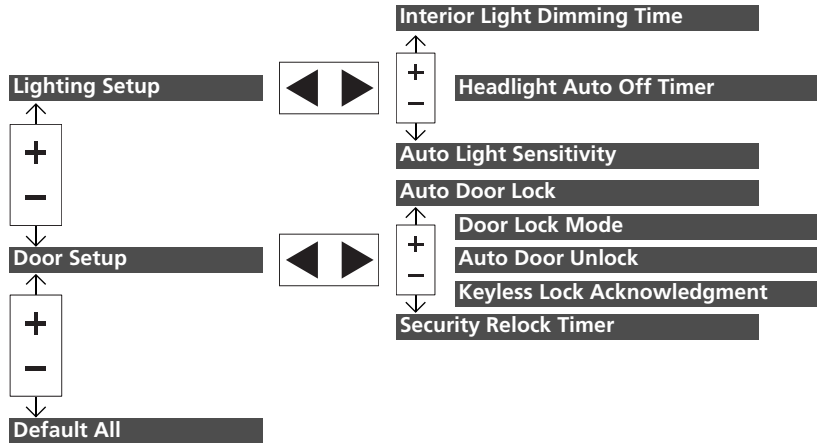 Interior Light Dimming Time
Lighting Setup
+
−
Headlight Auto Off Timer
+
−
Auto Light Sensitivity
Auto Door Lock
Door Lock Mode
Door Setup
+
−
Auto Door Unlock
Keyless Lock Acknowledgment
Security Relock Timer
+
−
Default All